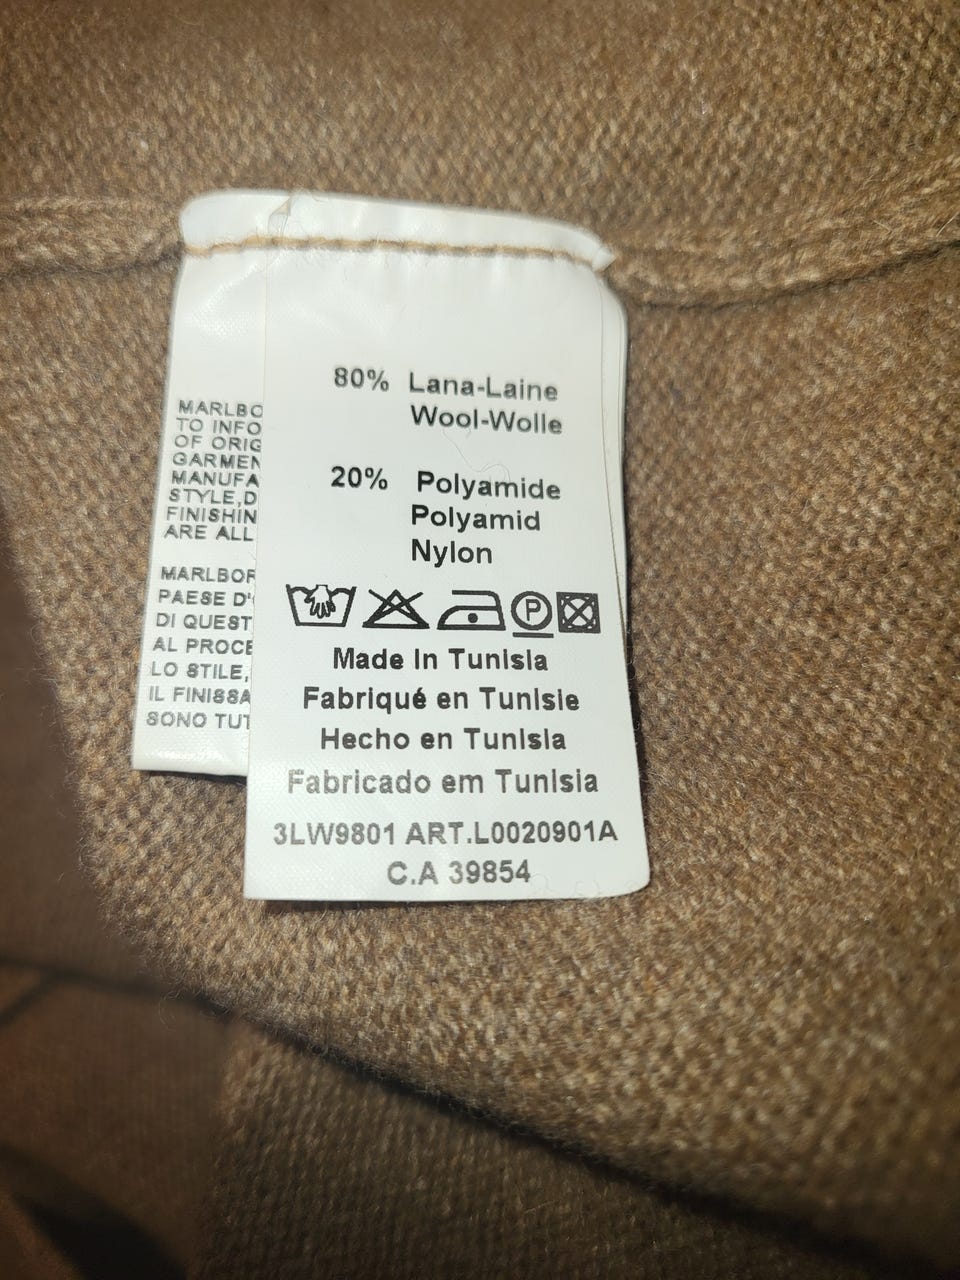 80% Lana-Laine
Wool-Wolle
20% Polyamide
Polyamid
Nylon
P
Made in Tunisia
Fabriqué en Tunisie
Hecho en Tunisia
Fabricado em Tunisia
3LW9801 ART.L0020901A
C.A 39854
MARLBO
TO INFO
OF ORIG
GARMEN
MANUFA
STYLE,D
FINISHIN
ARE ALL
MARLBOR
PAESE D'
DI QUEST
AL PROCE
LO STILE,
IL FINISSA
SONO TUT